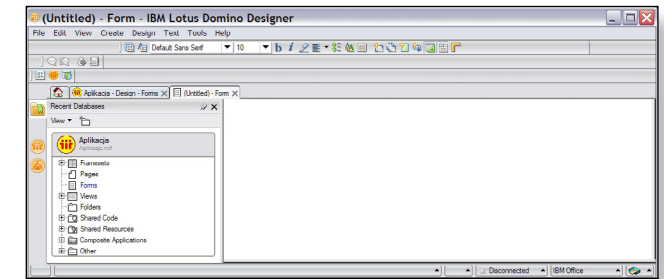 (Untitled) - Form - IBM Lotus Domino Designer
File Edit View Create Design Text Tools Help
Default Sans Serif 10 b i
Aplikacja - Design - Forms (Untitled) - Form
Recent Databases
View
Aplikacja
Aplikacja.nsf
Framesets
Pages
Forms
Views
Folders
Shared Code
Shared Resources
Composite Applications
Other
Disconnected IBM Office